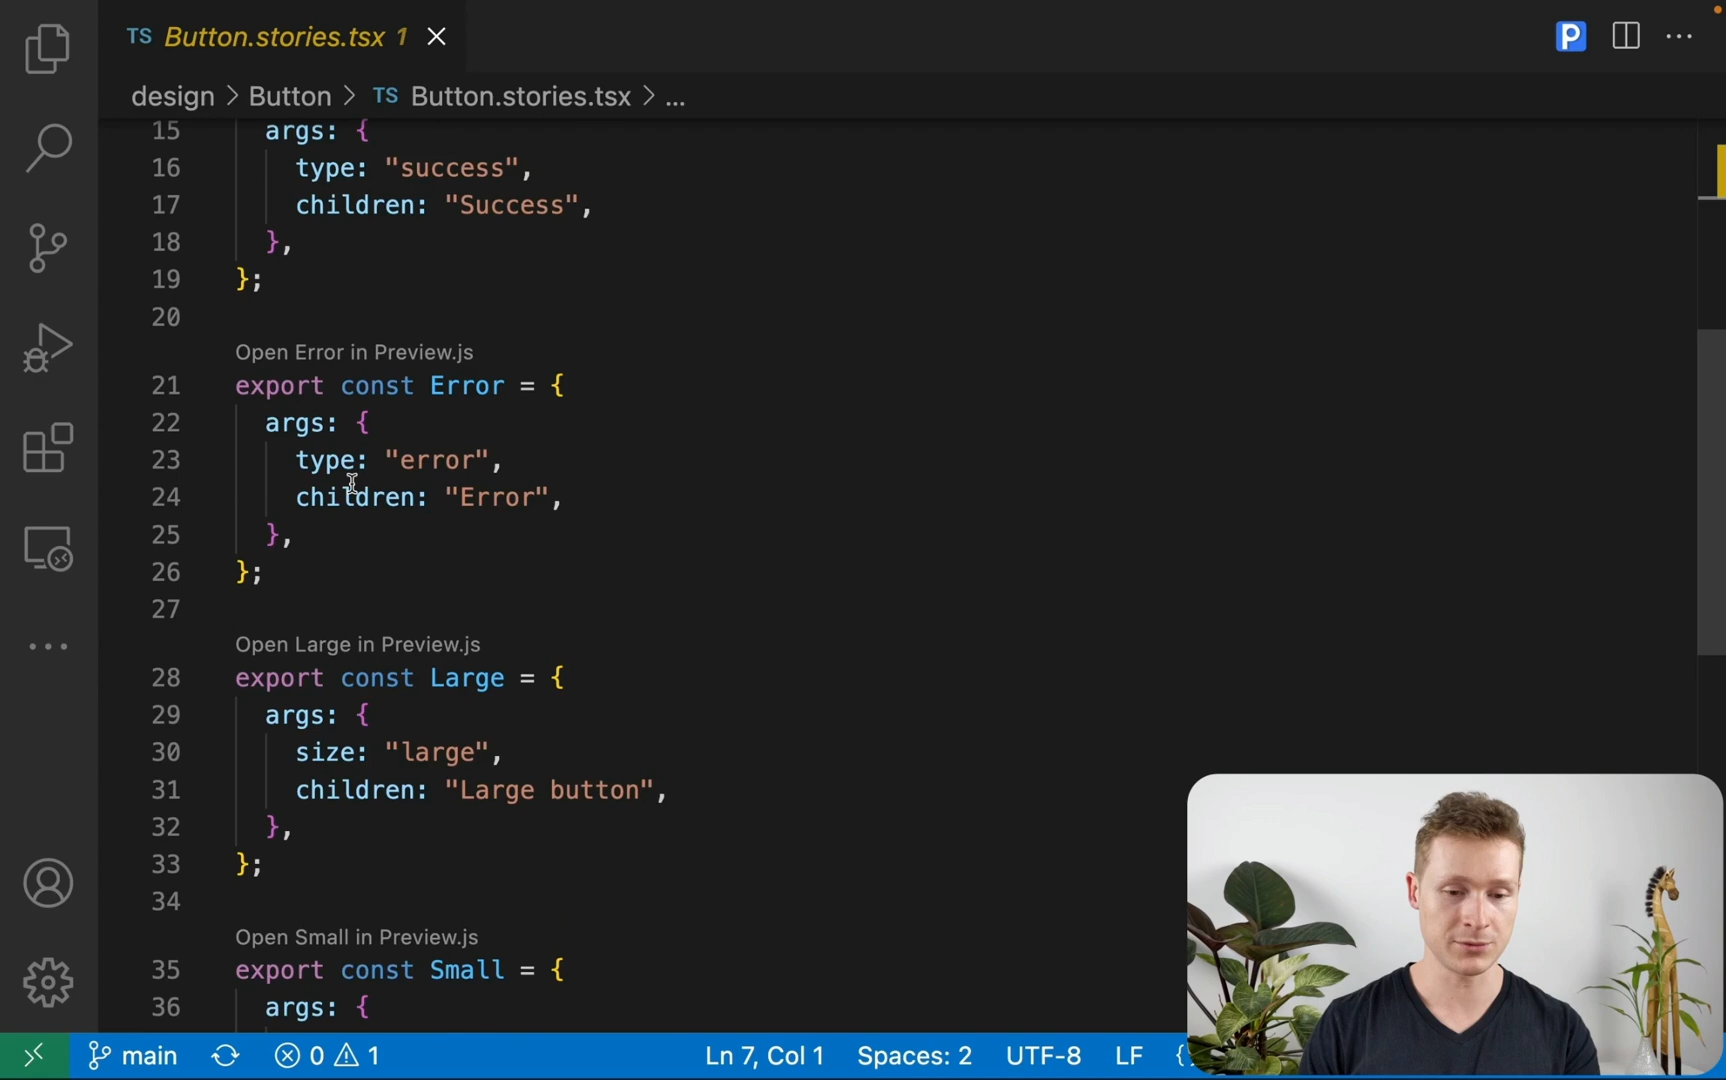 TS Button.stories.tsx 1
P
design > Button > TS Button.stories.tsx > ...
15 args: {
16 type: "success",
17 children: "Success",
18 },
19 };
20
Open Error in Preview.js
21 export const Error = {
22 args: {
23 type: "error",
24 children: "Error",
25 },
26 };
27
Open Large in Preview.js
28 export const Large = {
29 args: {
30 size: "large",
31 children: "Large button",
32 },
33 };
34
Open Small in Preview.js
35 export const Small = {
36 args: {
main 0 1 Ln 7, Col 1 Spaces: 2 UTF-8 LF {